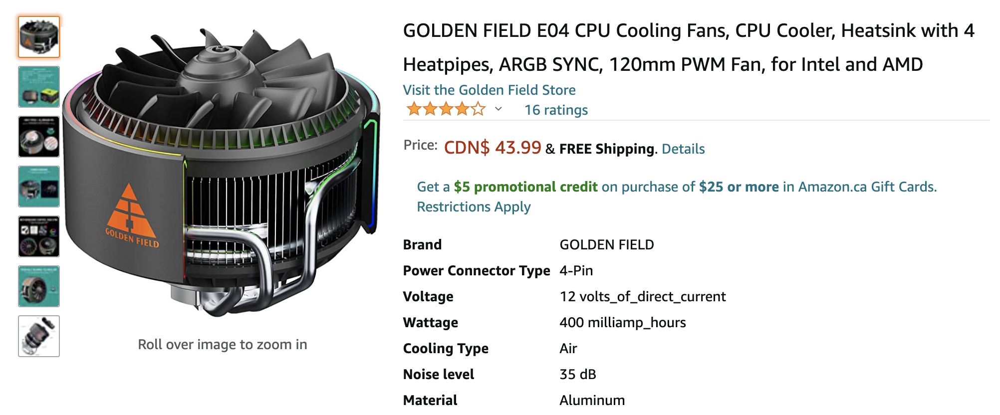 GOLDEN FIELD E04 CPU Cooling Fans, CPU Cooler, Heatsink with 4
Heatpipes, ARGB SYNC, 120mm PWM Fan, for Intel and AMD
Visit the Golden Field Store
16 ratings
Price: CDN$ 43.99 & FREE Shipping. Details
Get a $5 promotional credit on purchase of $25 or more in Amazon.ca Gift Cards.
Restrictions Apply
Brand GOLDEN FIELD
Power Connector Type 4-Pin
Voltage 12 volts_of_direct_current
Wattage 400 milliamp_hours
Cooling Type Air
Noise level 35 dB
Material Aluminum
GOLDEN FIELD
Roll over image to zoom in